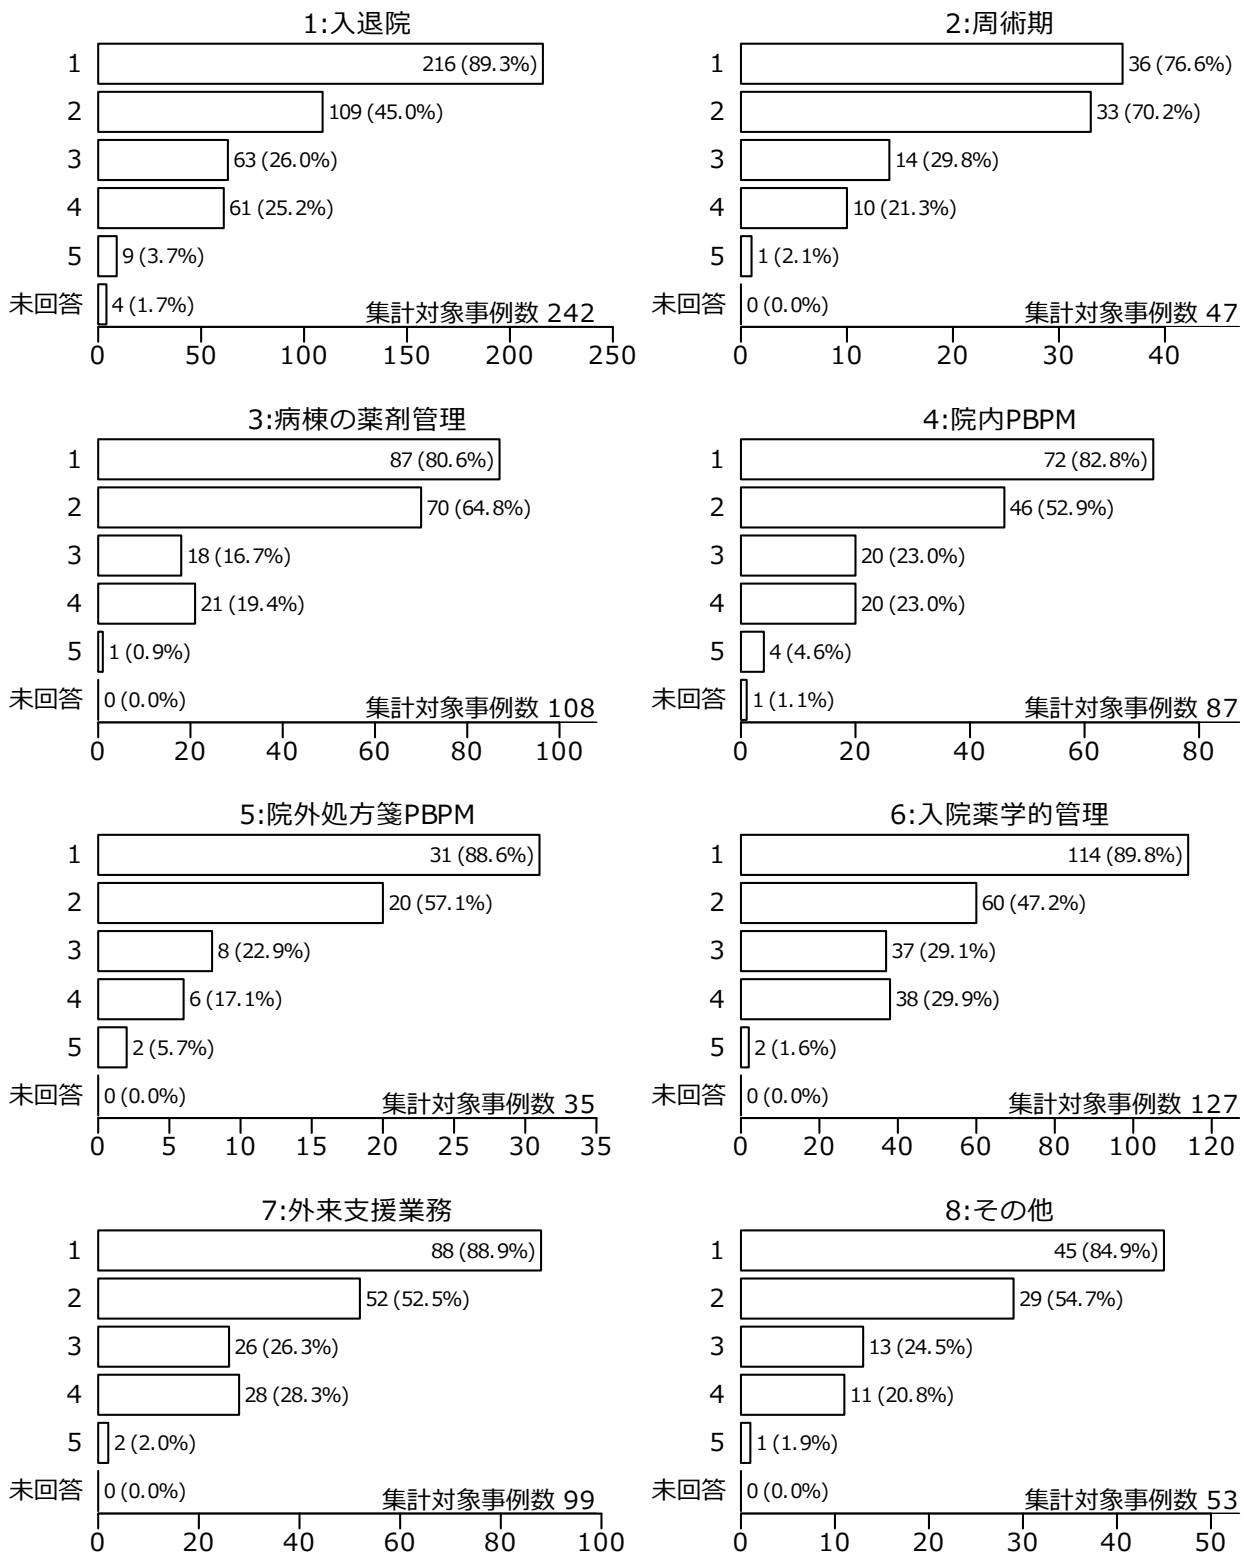 1:入退院
1 216 (89.3%)
2 109 (45.0%)
3 63 (26.0%)
4 61 (25.2%)
5 9 (3.7%)
未回答 4 (1.7%) 集計対象事例数 242
0 50 100 150 200 250
2:周術期
1 36 (76.6%)
2 33 (70.2%)
3 14 (29.8%)
4 10 (21.3%)
5 1 (2.1%)
未回答 0 (0.0%) 集計対象事例数 47
0 10 20 30 40
3:病棟の薬剤管理
1 87 (80.6%)
2 70 (64.8%)
3 18 (16.7%)
4 21 (19.4%)
5 1 (0.9%)
未回答 0 (0.0%) 集計対象事例数 108
0 20 40 60 80 100
4:院内PBPM
1 72 (82.8%)
2 46 (52.9%)
3 20 (23.0%)
4 20 (23.0%)
5 4 (4.6%)
未回答 1 (1.1%) 集計対象事例数 87
0 20 40 60 80
5:院外処方箋PBPM
1 31 (88.6%)
2 20 (57.1%)
3 8 (22.9%)
4 6 (17.1%)
5 2 (5.7%)
未回答 0 (0.0%) 集計対象事例数 35
0 5 10 15 20 25 30 35
6:入院薬学的管理
1 114 (89.8%)
2 60 (47.2%)
3 37 (29.1%)
4 38 (29.9%)
5 2 (1.6%)
未回答 0 (0.0%) 集計対象事例数 127
0 20 40 60 80 100 120
7:外来支援業務
1 88 (88.9%)
2 52 (52.5%)
3 26 (26.3%)
4 28 (28.3%)
5 2 (2.0%)
未回答 0 (0.0%) 集計対象事例数 99
0 20 40 60 80 100
8:その他
1 45 (84.9%)
2 29 (54.7%)
3 13 (24.5%)
4 11 (20.8%)
5 1 (1.9%)
未回答 0 (0.0%) 集計対象事例数 53
0 10 20 30 40 50